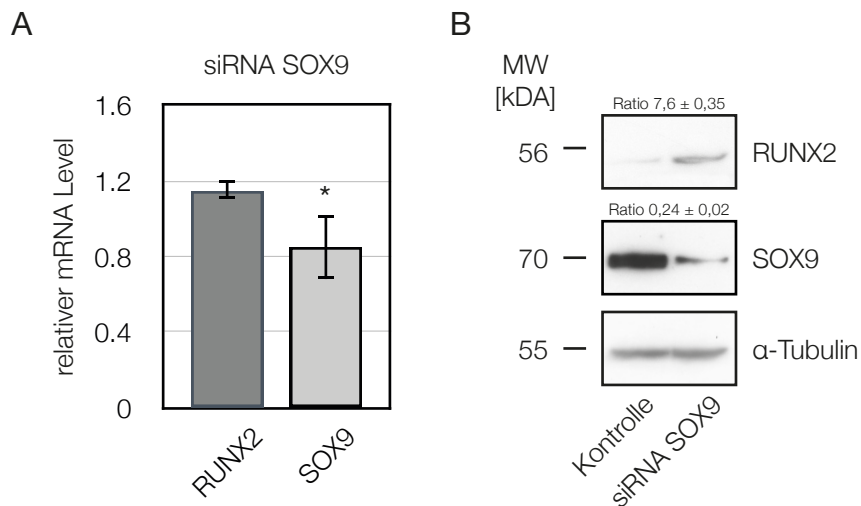 A
siRNA SOX9
relativer mRNA Level
1.6
1.2
0.8
0.4
0
*
RUNX2
SOX9
B
MW
[kDA]
Ratio 7,6 ± 0,35
56
RUNX2
Ratio 0,24 ± 0,02
70
SOX9
55
α-Tubulin
Kontrolle
siRNA SOX9